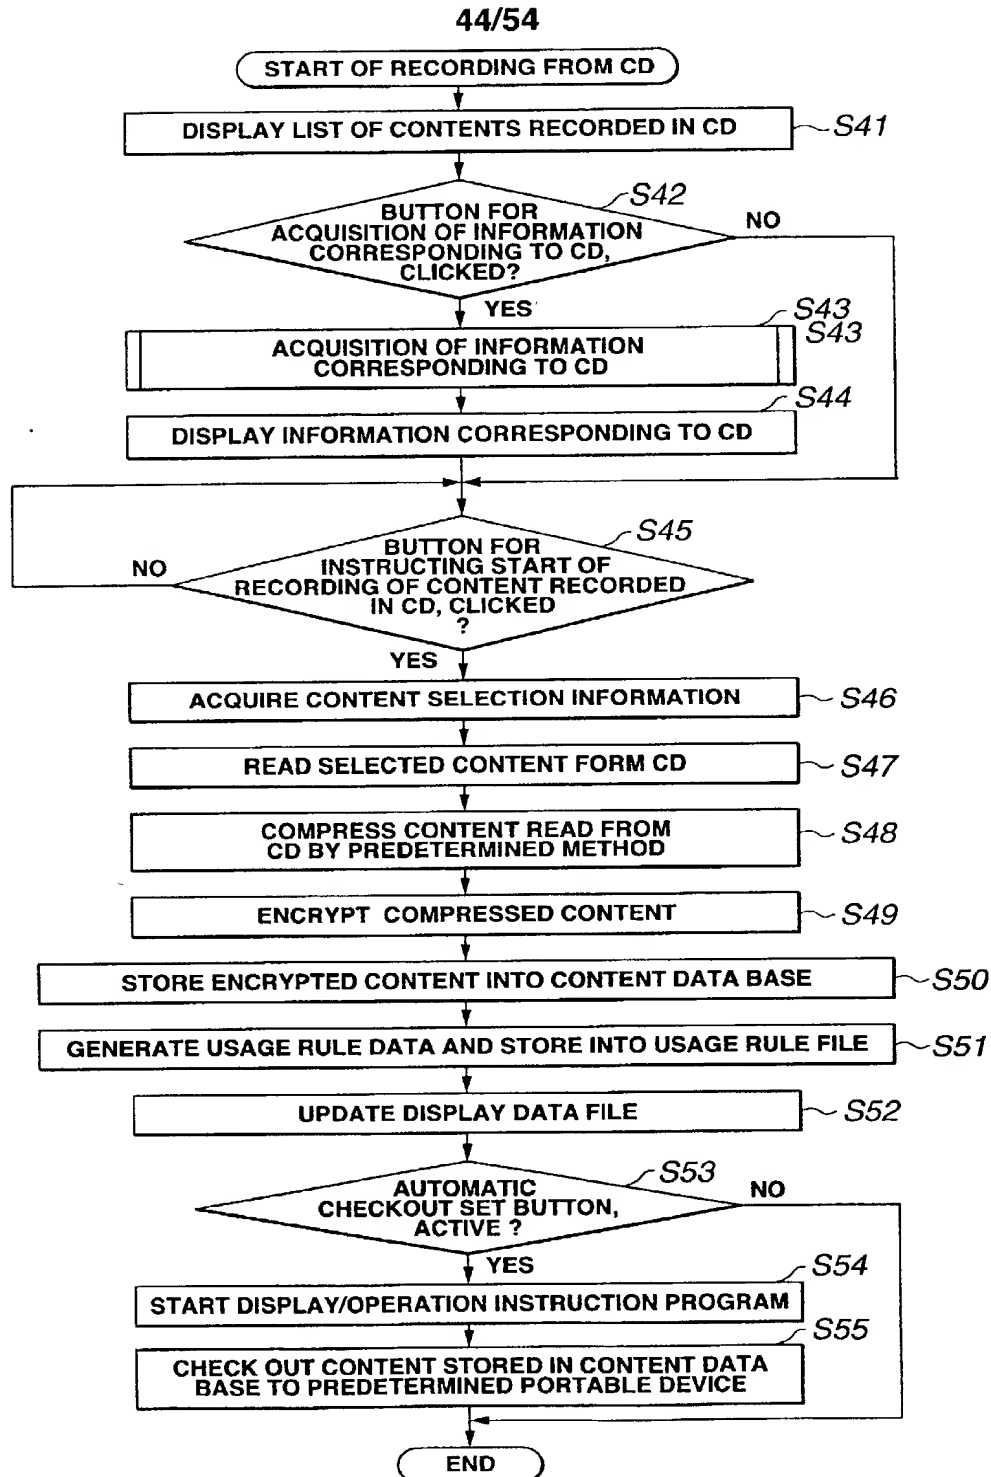 44/54
START OF RECORDING FROM CD
DISPLAY LIST OF CONTENTS RECORDED IN CD
S41
S42
BUTTON FOR
ACQUISITION OF INFORMATION
CORRESPONDING TO CD,
CLICKED?
NO
YES
S43
S43
ACQUISITION OF INFORMATION
CORRESPONDING TO CD
S44
DISPLAY INFORMATION CORRESPONDING TO CD
S45
BUTTON FOR
INSTRUCTING START OF
RECORDING OF CONTENT RECORDED
IN CD, CLICKED
?
NO
YES
ACQUIRE CONTENT SELECTION INFORMATION
S46
READ SELECTED CONTENT FORM CD
S47
COMPRESS CONTENT READ FROM
CD BY PREDETERMINED METHOD
S48
ENCRYPT COMPRESSED CONTENT
S49
STORE ENCRYPTED CONTENT INTO CONTENT DATA BASE
S50
GENERATE USAGE RULE DATA AND STORE INTO USAGE RULE FILE
S51
UPDATE DISPLAY DATA FILE
S52
S53
AUTOMATIC
CHECKOUT SET BUTTON,
ACTIVE ?
NO
YES
S54
START DISPLAY/OPERATION INSTRUCTION PROGRAM
S55
CHECK OUT CONTENT STORED IN CONTENT DATA
BASE TO PREDETERMINED PORTABLE DEVICE
END